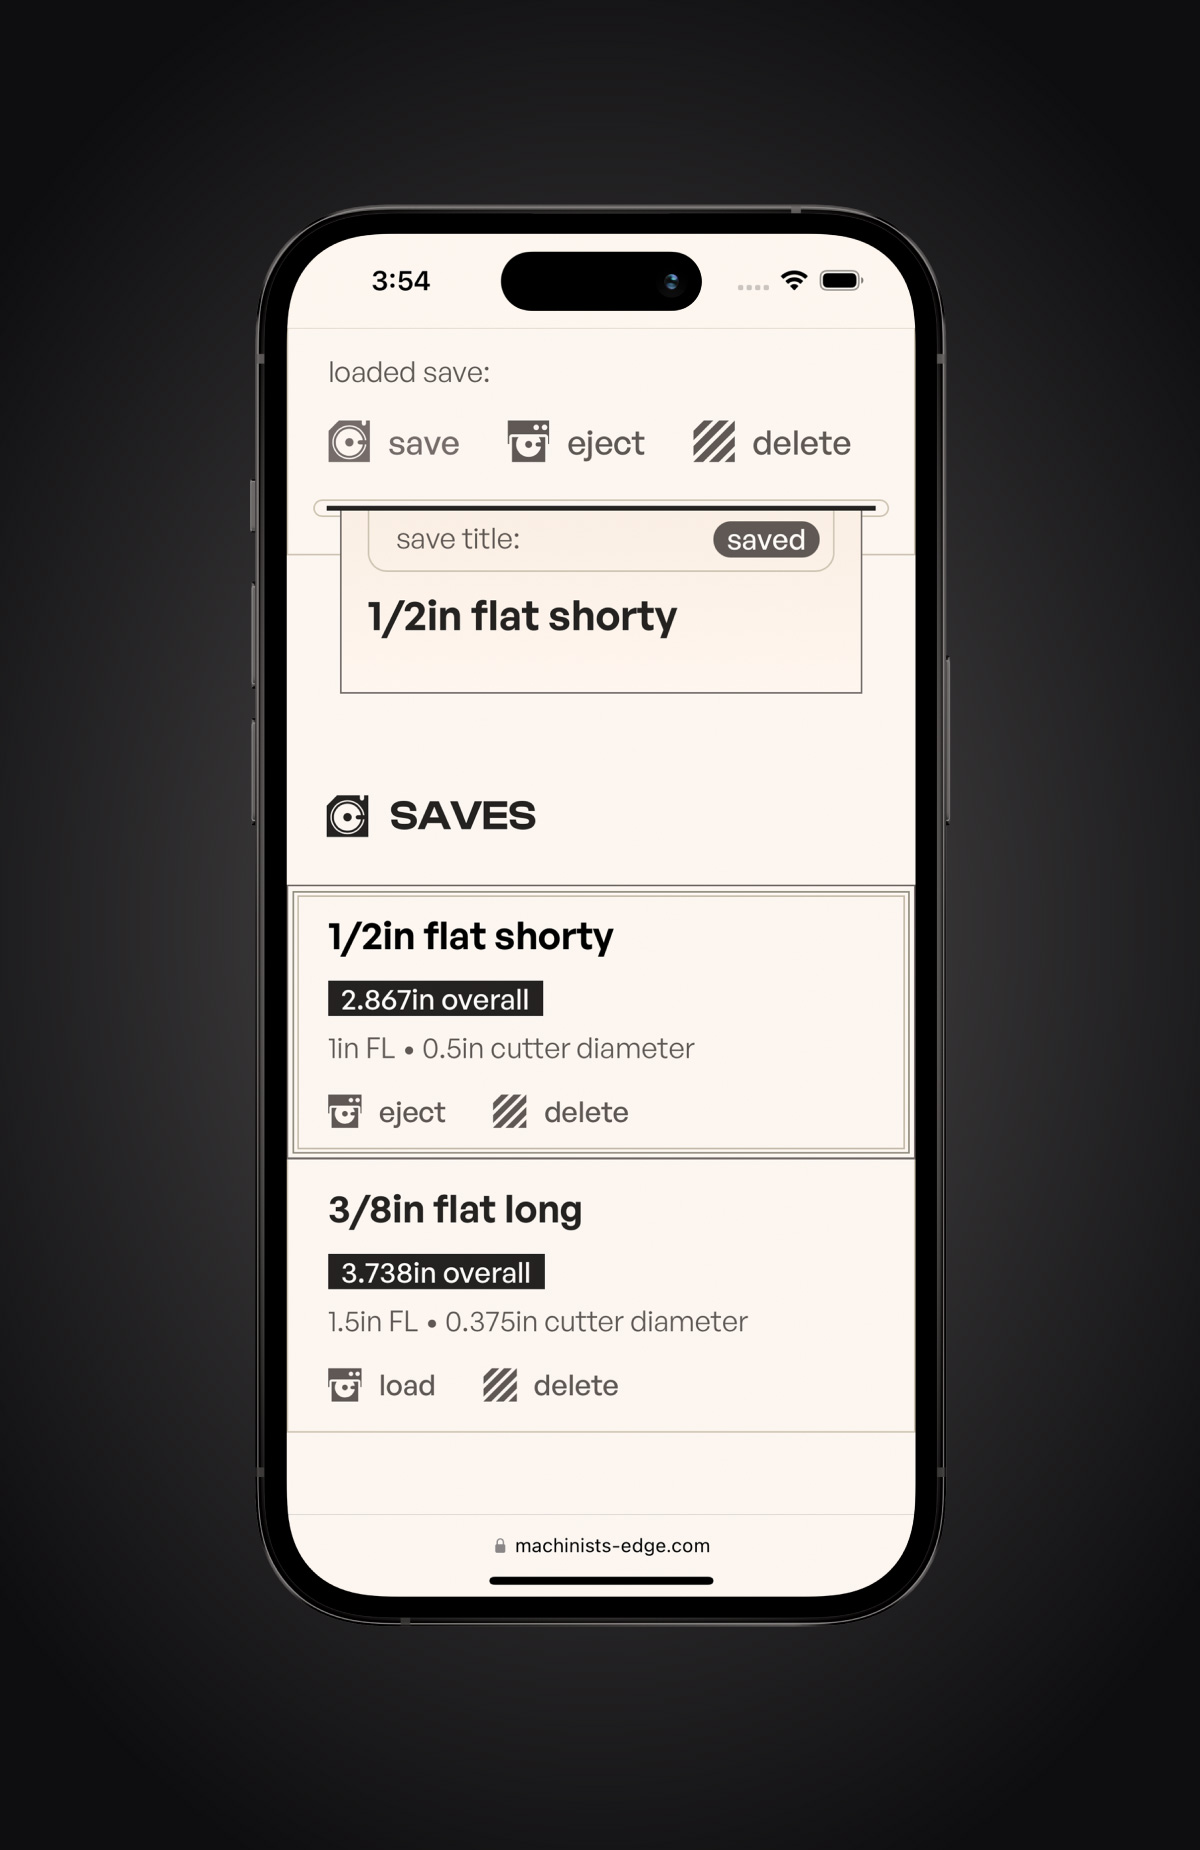 3:54
loaded save:
save eject delete
save title: saved
1/2in flat shorty
SAVES
1/2in flat shorty
2.867in overall
1in FL • 0.5in cutter diameter
eject delete
3/8in flat long
3.738in overall
1.5in FL • 0.375in cutter diameter
load delete
machinists-edge.com